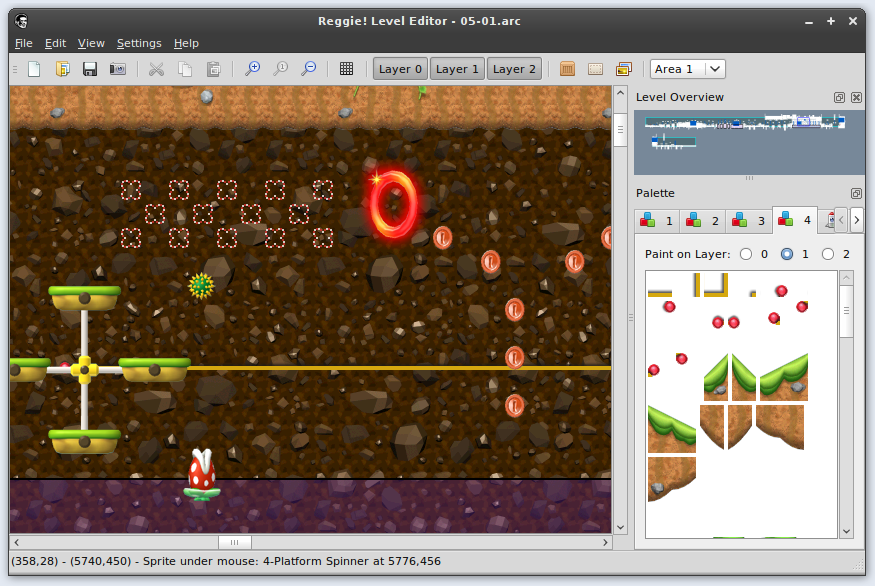 Reggie! Level Editor - 05-01.arc
File Edit View Settings Help
Layer 0 Layer 1 Layer 2 Area 1
Level Overview
Palette
1 2 3 4
Paint on Layer: 0 1 2
(358,28) - (5740,450) - Sprite under mouse: 4-Platform Spinner at 5776,456